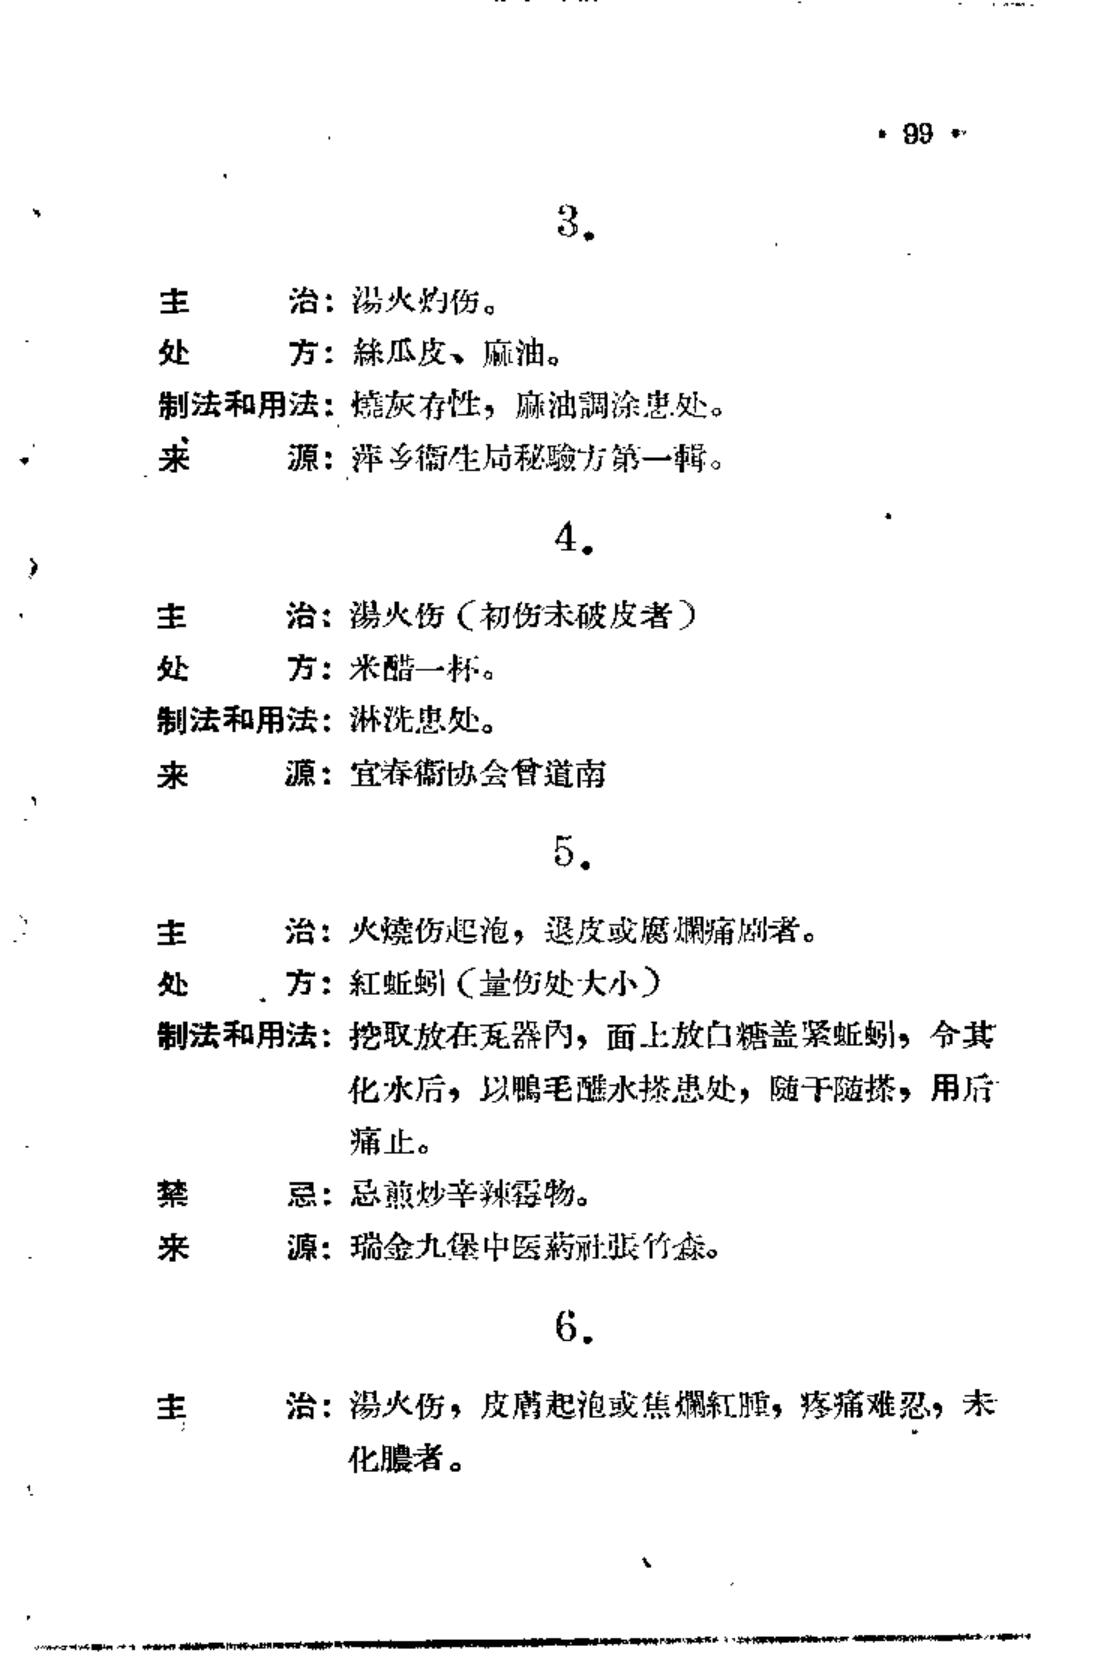 • 99 •
3.
主　　治：湯火灼伤。
处　　方：絲瓜皮、麻油。
制法和用法：燒灰存性，麻油調涂患处。
来　　源：萍乡衞生局秘驗方第一輯。
4.
主　　治：湯火伤（初伤未破皮者）
处　　方：米醋一杯。
制法和用法：淋洗患处。
来　　源：宜春衞协会曾道南
5.
主　　治：火燒伤起泡，退皮或腐爛痛剧者。
处　　方：紅蚯蚓（量伤处大小）
制法和用法：挖取放在瓦器內，面上放白糖盖紧蚯蚓，令其
化水后，以鴨毛醮水搽患处，随干随搽，用后
痛止。
禁　　忌：忌煎炒辛辣霉物。
来　　源：瑞金九堡中医葯社張竹森。
6.
主　　治：湯火伤，皮膚起泡或焦爛紅腫，疼痛难忍，未
化膿者。